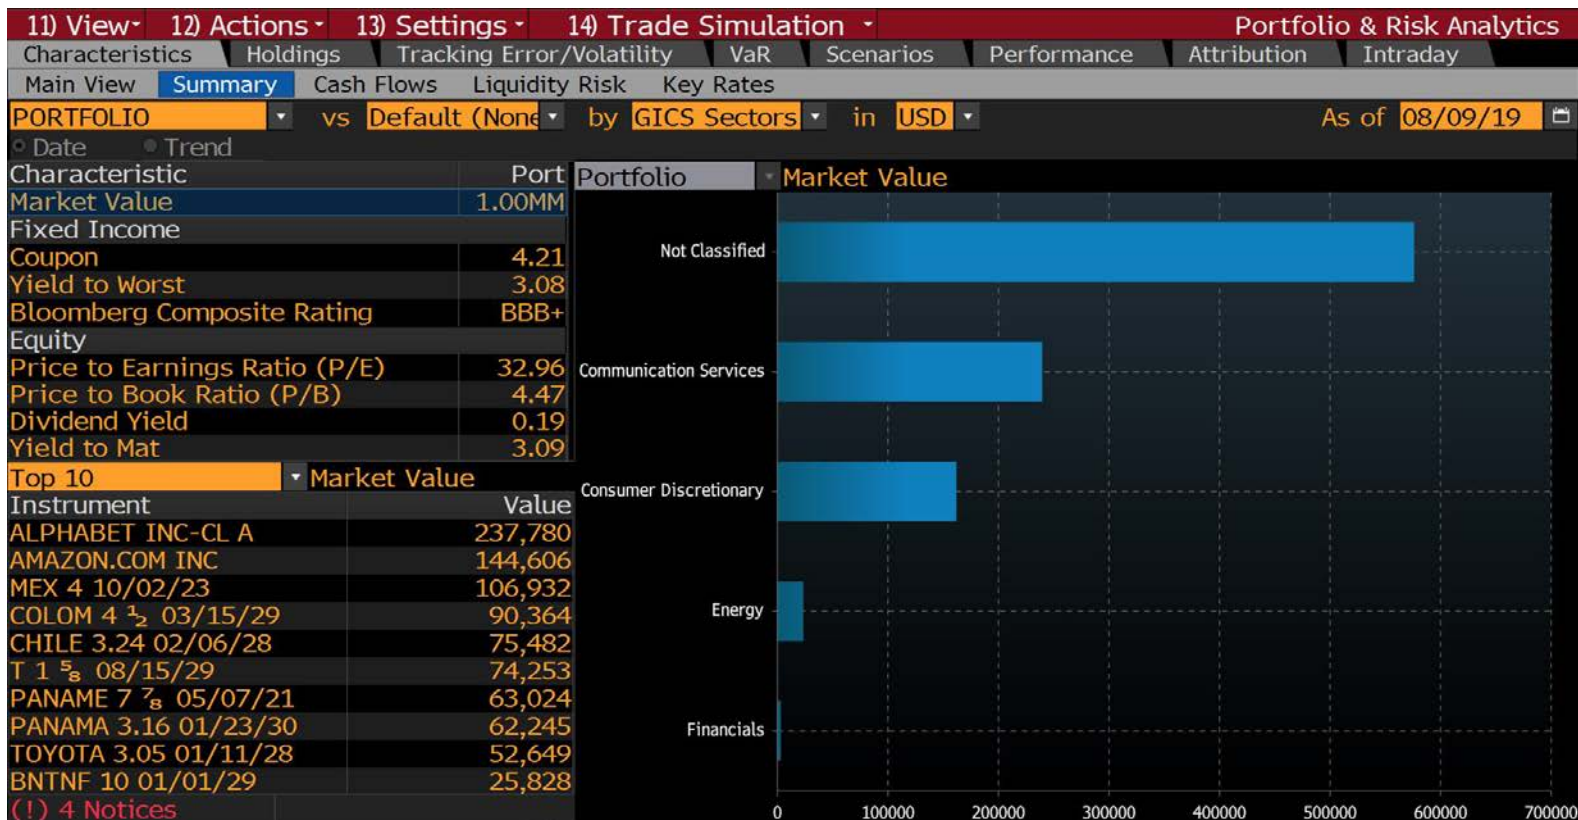 11) View 12) Actions 13) Settings 14) Trade Simulation Portfolio & Risk Analytics
Characteristics Holdings Tracking Error/Volatility VaR Scenarios Performance Attribution Intraday
Main View Summary Cash Flows Liquidity Risk Key Rates
PORTFOLIO vs Default (None by GICS Sectors in USD As of 08/09/19
Date Trend
Characteristic Port
Market Value 1.00MM
Fixed Income
Coupon 4.21
Yield to Worst 3.08
Bloomberg Composite Rating BBB+
Equity
Price to Earnings Ratio (P/E) 32.96
Price to Book Ratio (P/B) 4.47
Dividend Yield 0.19
Yield to Mat 3.09
Top 10 Market Value
Instrument Value
ALPHABET INC-CL A 237,780
AMAZON.COM INC 144,606
MEX 4 10/02/23 106,932
COLOM 4 ½ 03/15/29 90,364
CHILE 3.24 02/06/28 75,482
T 1 ⅝ 08/15/29 74,253
PANAME 7 ⅞ 05/07/21 63,024
PANAMA 3.16 01/23/30 62,245
TOYOTA 3.05 01/11/28 52,649
BNTNF 10 01/01/29 25,828
(!) 4 Notices
Portfolio Market Value
Not Classified
Communication Services
Consumer Discretionary
Energy
Financials
0 100000 200000 300000 400000 500000 600000 700000